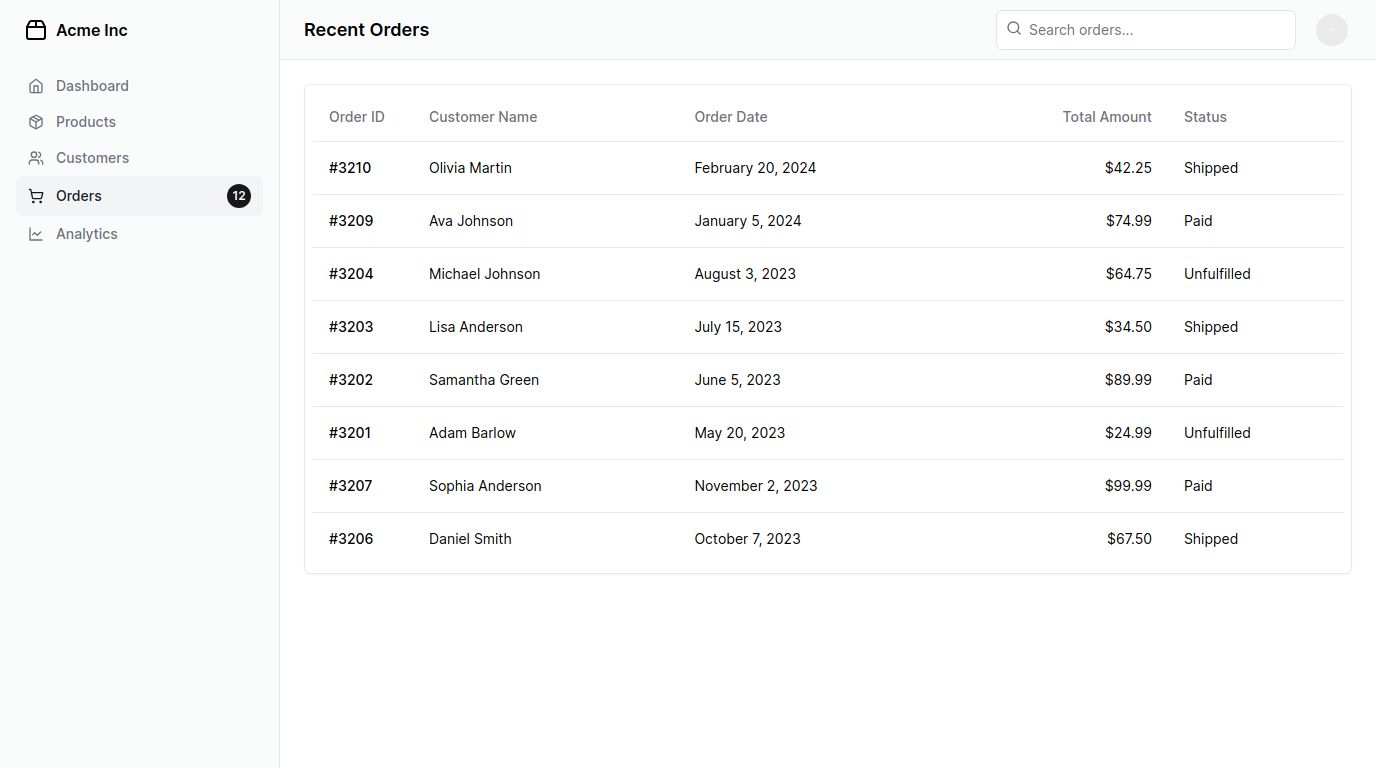 Acme Inc
Dashboard
Products
Customers
Orders 12
Analytics
Recent Orders
Search orders...
Order ID Customer Name Order Date Total Amount Status
#3210 Olivia Martin February 20, 2024 $42.25 Shipped
#3209 Ava Johnson January 5, 2024 $74.99 Paid
#3204 Michael Johnson August 3, 2023 $64.75 Unfulfilled
#3203 Lisa Anderson July 15, 2023 $34.50 Shipped
#3202 Samantha Green June 5, 2023 $89.99 Paid
#3201 Adam Barlow May 20, 2023 $24.99 Unfulfilled
#3207 Sophia Anderson November 2, 2023 $99.99 Paid
#3206 Daniel Smith October 7, 2023 $67.50 Shipped